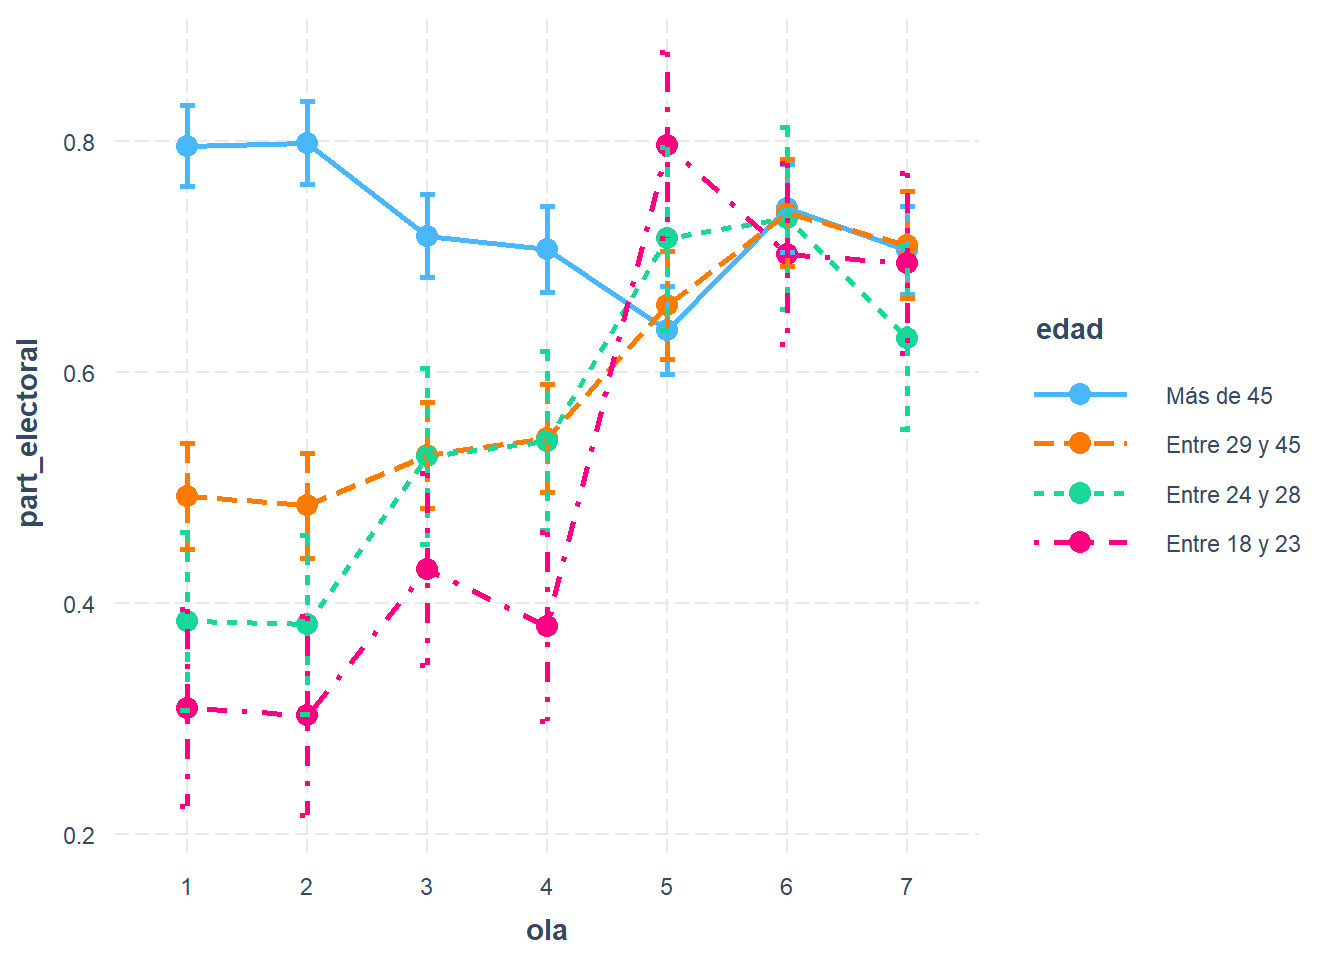 part_electoral
0.8
0.6
0.4
0.2
1 2 3 4 5 6 7
ola
edad
Más de 45
Entre 29 y 45
Entre 24 y 28
Entre 18 y 23